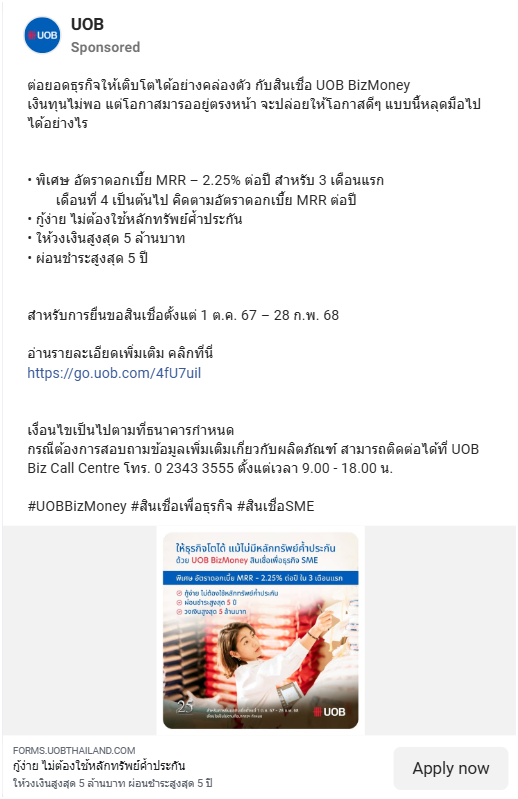 UOB
UOB
Sponsored
ต่อยอดธุรกิจให้เติบโตได้อย่างคล่องตัว กับสินเชื่อ UOB BizMoney
เงินทุนไม่พอ แต่โอกาสมารออยู่ตรงหน้า จะปล่อยให้โอกาสดีๆ แบบนี้หลุดมือไป
ได้อย่างไร
• พิเศษ อัตราดอกเบี้ย MRR – 2.25% ต่อปี สำหรับ 3 เดือนแรก
เดือนที่ 4 เป็นต้นไป คิดตามอัตราดอกเบี้ย MRR ต่อปี
• กู้ง่าย ไม่ต้องใช้หลักทรัพย์ค้ำประกัน
• ให้วงเงินสูงสุด 5 ล้านบาท
• ผ่อนชำระสูงสุด 5 ปี
สำหรับการยื่นขอสินเชื่อตั้งแต่ 1 ต.ค. 67 – 28 ก.พ. 68
อ่านรายละเอียดเพิ่มเติม คลิกที่นี่
https://go.uob.com/4fU7uil
เงื่อนไขเป็นไปตามที่ธนาคารกำหนด
กรณีต้องการสอบถามข้อมูลเพิ่มเติมเกี่ยวกับผลิตภัณฑ์ สามารถติดต่อได้ที่ UOB
Biz Call Centre โทร. 0 2343 3555 ตั้งแต่เวลา 9.00 - 18.00 น.
#UOBBizMoney #สินเชื่อเพื่อธุรกิจ #สินเชื่อSME
ให้ธุรกิจโตได้ แม้ไม่มีหลักทรัพย์ค้ำประกัน
ด้วย UOB BizMoney สินเชื่อเพื่อธุรกิจ SME
พิเศษ อัตราดอกเบี้ย MRR – 2.25% ต่อปี ใน 3 เดือนแรก
กู้ง่าย ไม่ต้องใช้หลักทรัพย์ค้ำประกัน
ผ่อนชำระสูงสุด 5 ปี
วงเงินสูงสุด 5 ล้านบาท
25
UOB
FORMS.UOBTHAILAND.COM
กู้ง่าย ไม่ต้องใช้หลักทรัพย์ค้ำประกัน
ให้วงเงินสูงสุด 5 ล้านบาท ผ่อนชำระสูงสุด 5 ปี
Apply now